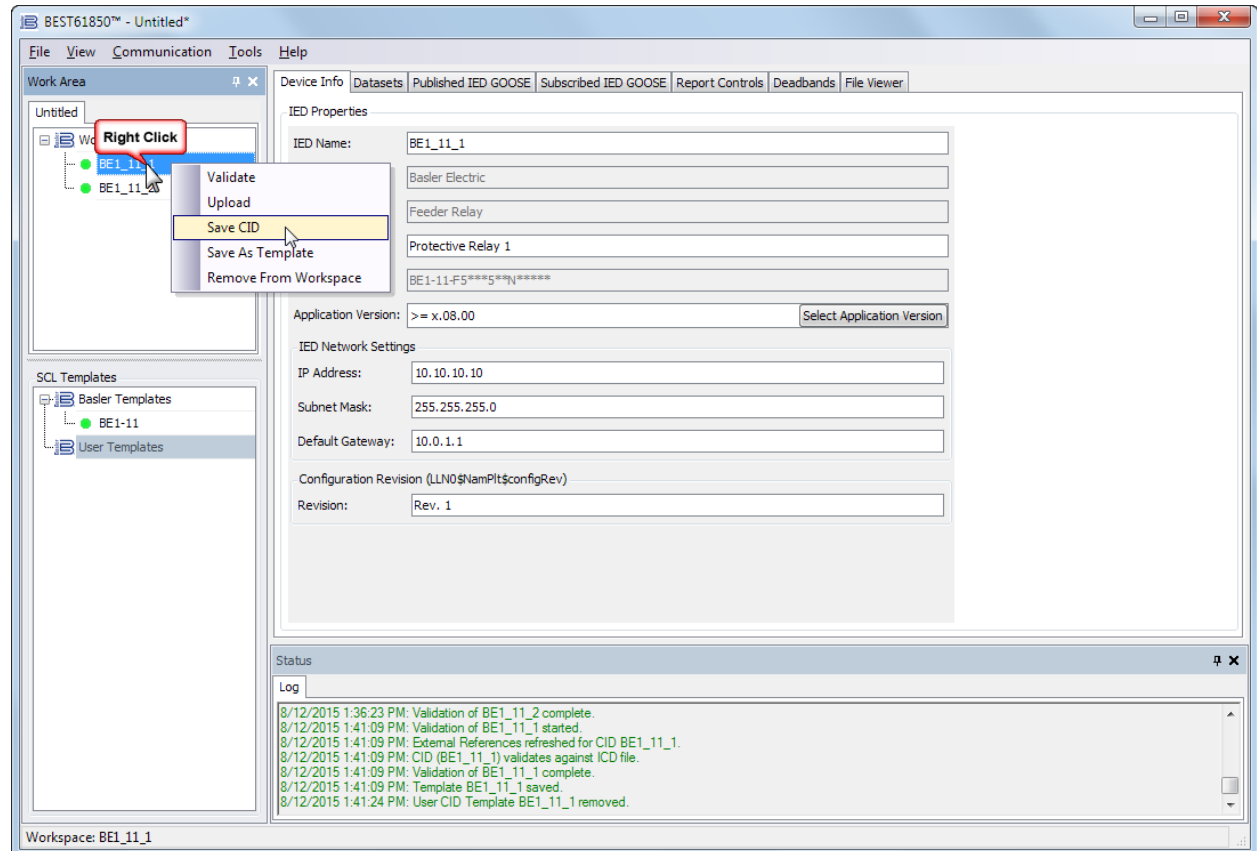 BEST61850™ - Untitled*
File View Communication Tools Help
Work Area
Untitled
Right Click
BE1_11_1
BE1_11_2
Validate
Upload
Save CID
Save As Template
Remove From Workspace
SCL Templates
Basler Templates
BE1-11
User Templates
Device Info Datasets Published IED GOOSE Subscribed IED GOOSE Report Controls Deadbands File Viewer
IED Properties
IED Name: BE1_11_1
Basler Electric
Feeder Relay
Protective Relay 1
BE1-11-F5***5**N*****
Application Version: >= x.08.00 Select Application Version
IED Network Settings
IP Address: 10.10.10.10
Subnet Mask: 255.255.255.0
Default Gateway: 10.0.1.1
Configuration Revision (LLN0$NamPlt$configRev)
Revision: Rev. 1
Status
Log
8/12/2015 1:36:23 PM: Validation of BE1_11_2 complete.
8/12/2015 1:41:09 PM: Validation of BE1_11_1 started.
8/12/2015 1:41:09 PM: External References refreshed for CID BE1_11_1.
8/12/2015 1:41:09 PM: CID (BE1_11_1) validates against ICD file.
8/12/2015 1:41:09 PM: Validation of BE1_11_1 complete.
8/12/2015 1:41:09 PM: Template BE1_11_1 saved.
8/12/2015 1:41:24 PM: User CID Template BE1_11_1 removed.
Workspace: BE1_11_1